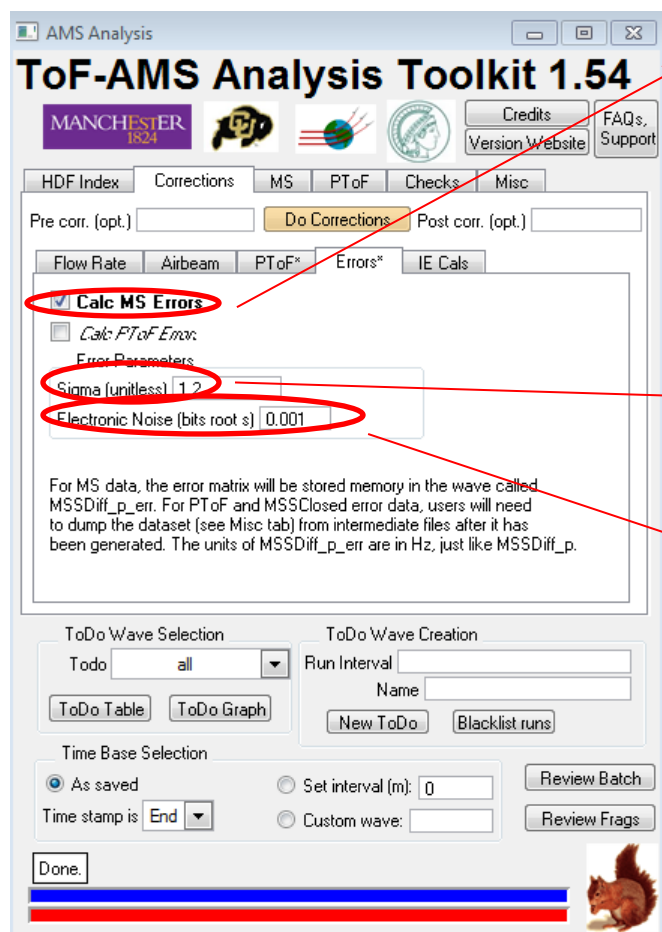 AMS Analysis
ToF-AMS Analysis Toolkit 1.54
MANCHESTER
1824
CU
Credits
Version Website
FAQs,
Support
HDF Index Corrections MS PToF Checks Misc
Pre corr. (opt.) Do Corrections Post corr. (opt.)
Flow Rate Airbeam PToF* Errors* IE Cals
Calc MS Errors
Calc PToF Error.
Error Parameters
Sigma (unitless) 1.2
Electronic Noise (bits root s) 0.001
For MS data, the error matrix will be stored memory in the wave called
MSSDiff_p_err. For PToF and MSSClosed error data, users will need
to dump the dataset (see Misc tab) from intermediate files after it has
been generated. The units of MSSDiff_p_err are in Hz, just like MSSDiff_p.
ToDo Wave Selection
Todo all
ToDo Table ToDo Graph
ToDo Wave Creation
Run Interval
Name
New ToDo Blacklist runs
Time Base Selection
As saved
Time stamp is End
Set interval (m): 0
Custom wave:
Review Batch
Review Frags
Done.